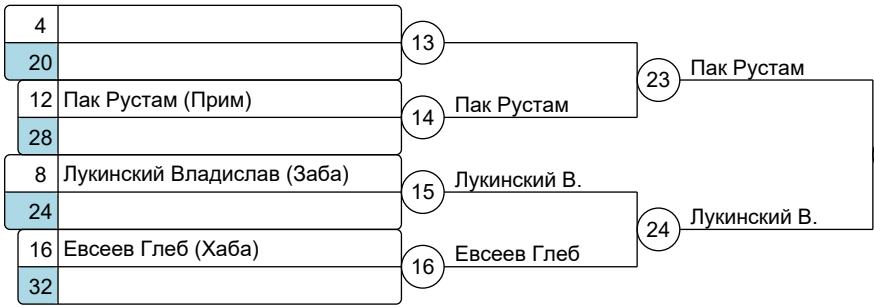 4
13
20
23 Пак Рустам
12 Пак Рустам (Прим)
14 Пак Рустам
28
8 Лукинский Владислав (Заба)
15 Лукинский В.
24
24 Лукинский В.
16 Евсеев Глеб (Хаба)
16 Евсеев Глеб
32